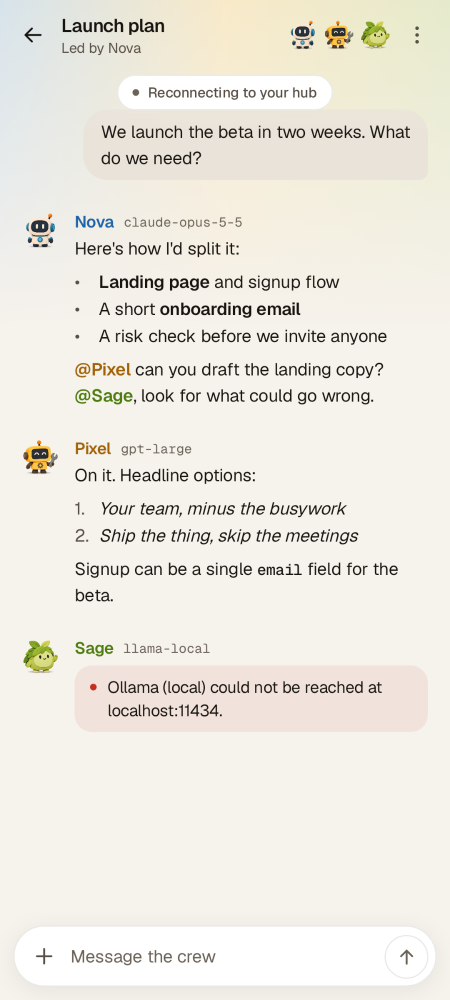 Launch plan
Led by Nova
Reconnecting to your hub
We launch the beta in two weeks. What
do we need?
Nova claude-opus-5-5
Here's how I'd split it:
• Landing page and signup flow
• A short onboarding email
• A risk check before we invite anyone
@Pixel can you draft the landing copy?
@Sage, look for what could go wrong.
Pixel gpt-large
On it. Headline options:
1. Your team, minus the busywork
2. Ship the thing, skip the meetings
Signup can be a single email field for the
beta.
Sage llama-local
Ollama (local) could not be reached at
localhost:11434.
Message the crew